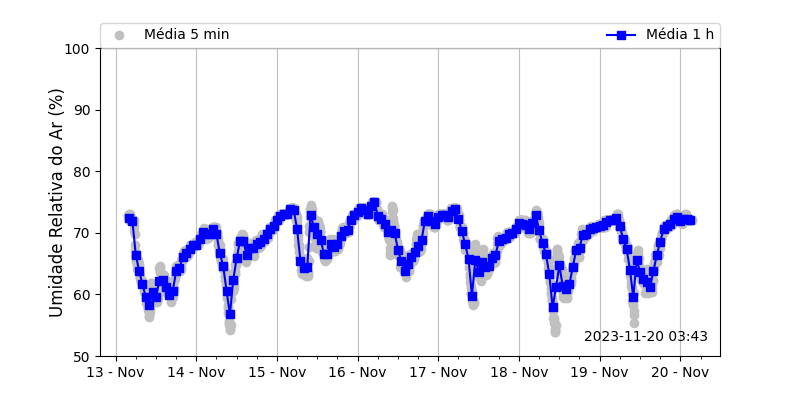 Média 5 min
Média 1 h
Umidade Relativa do Ar (%)
100
90
80
70
60
50
2023-11-20 03:43
13 - Nov
14 - Nov
15 - Nov
16 - Nov
17 - Nov
18 - Nov
19 - Nov
20 - Nov